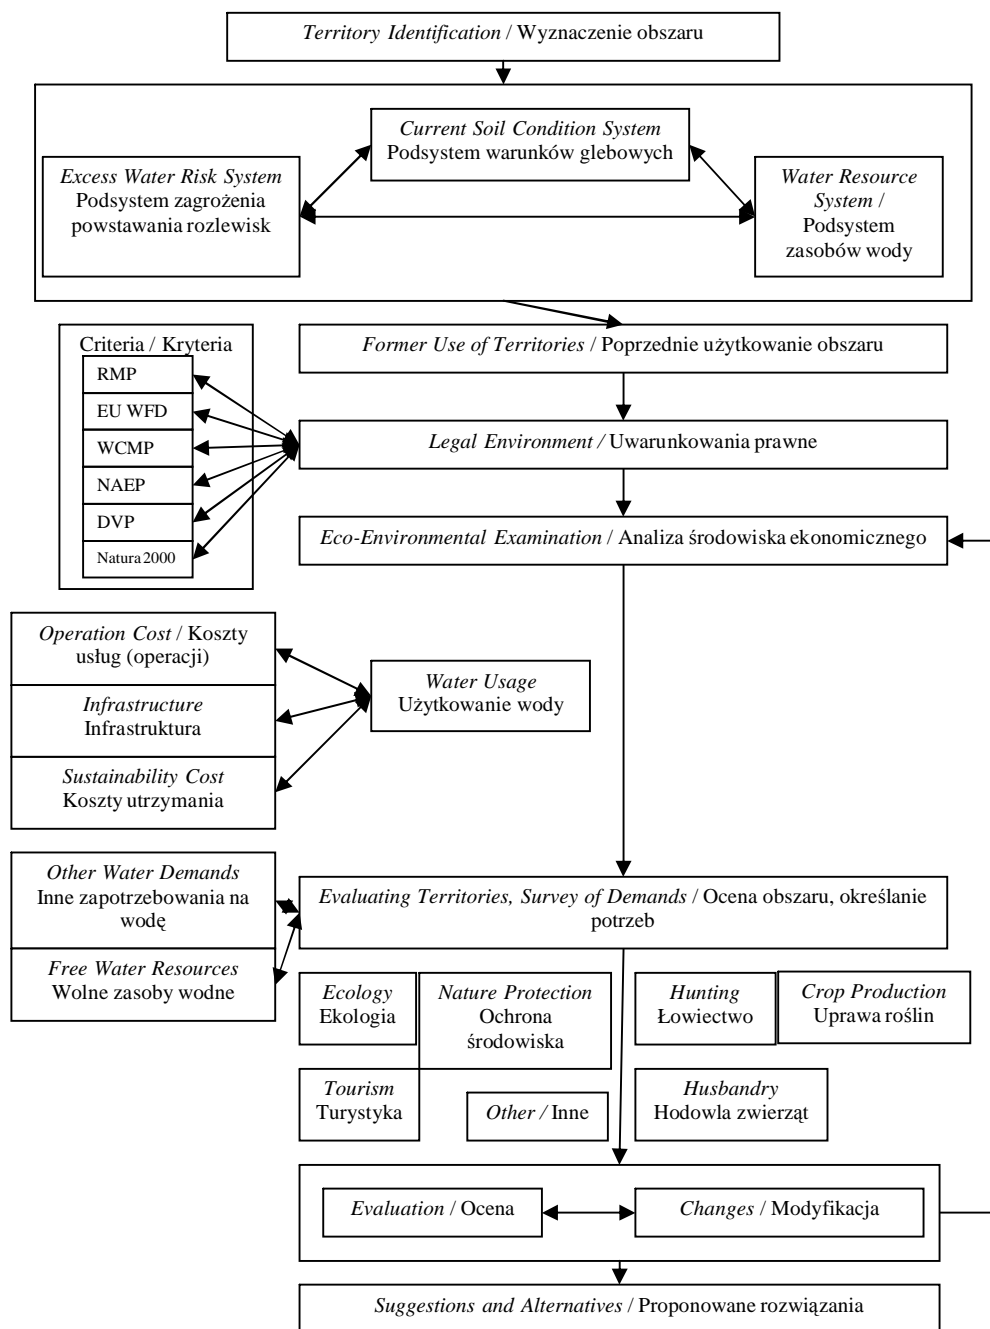 Territory Identification / Wyznaczenie obszaru
Current Soil Condition System
Podsystem warunków glebowych
Excess Water Risk System
Podsystem zagrożenia
powstawania rozlewisk
Water Resource
System /
Podsystem
zasobów wody
Criteria / Kryteria
RMP
EU WFD
WCMP
NAEP
DVP
Natura 2000
Former Use of Territories / Poprzednie użytkowanie obszaru
Legal Environment / Uwarunkowania prawne
Eco-Environmental Examination / Analiza środowiska ekonomicznego
Operation Cost / Koszty
usług (operacji)
Infrastructure
Infrastruktura
Sustainability Cost
Koszty utrzymania
Water Usage
Użytkowanie wody
Other Water Demands
Inne zapotrzebowania na
wodę
Free Water Resources
Wolne zasoby wodne
Evaluating Territories, Survey of Demands / Ocena obszaru, określanie
potrzeb
Ecology
Ekologia
Nature Protection
Ochrona
środowiska
Hunting
Łowiectwo
Crop Production
Uprawa roślin
Tourism
Turystyka
Other / Inne
Husbandry
Hodowla zwierząt
Evaluation / Ocena
Changes / Modyfikacja
Suggestions and Alternatives / Proponowane rozwiązania